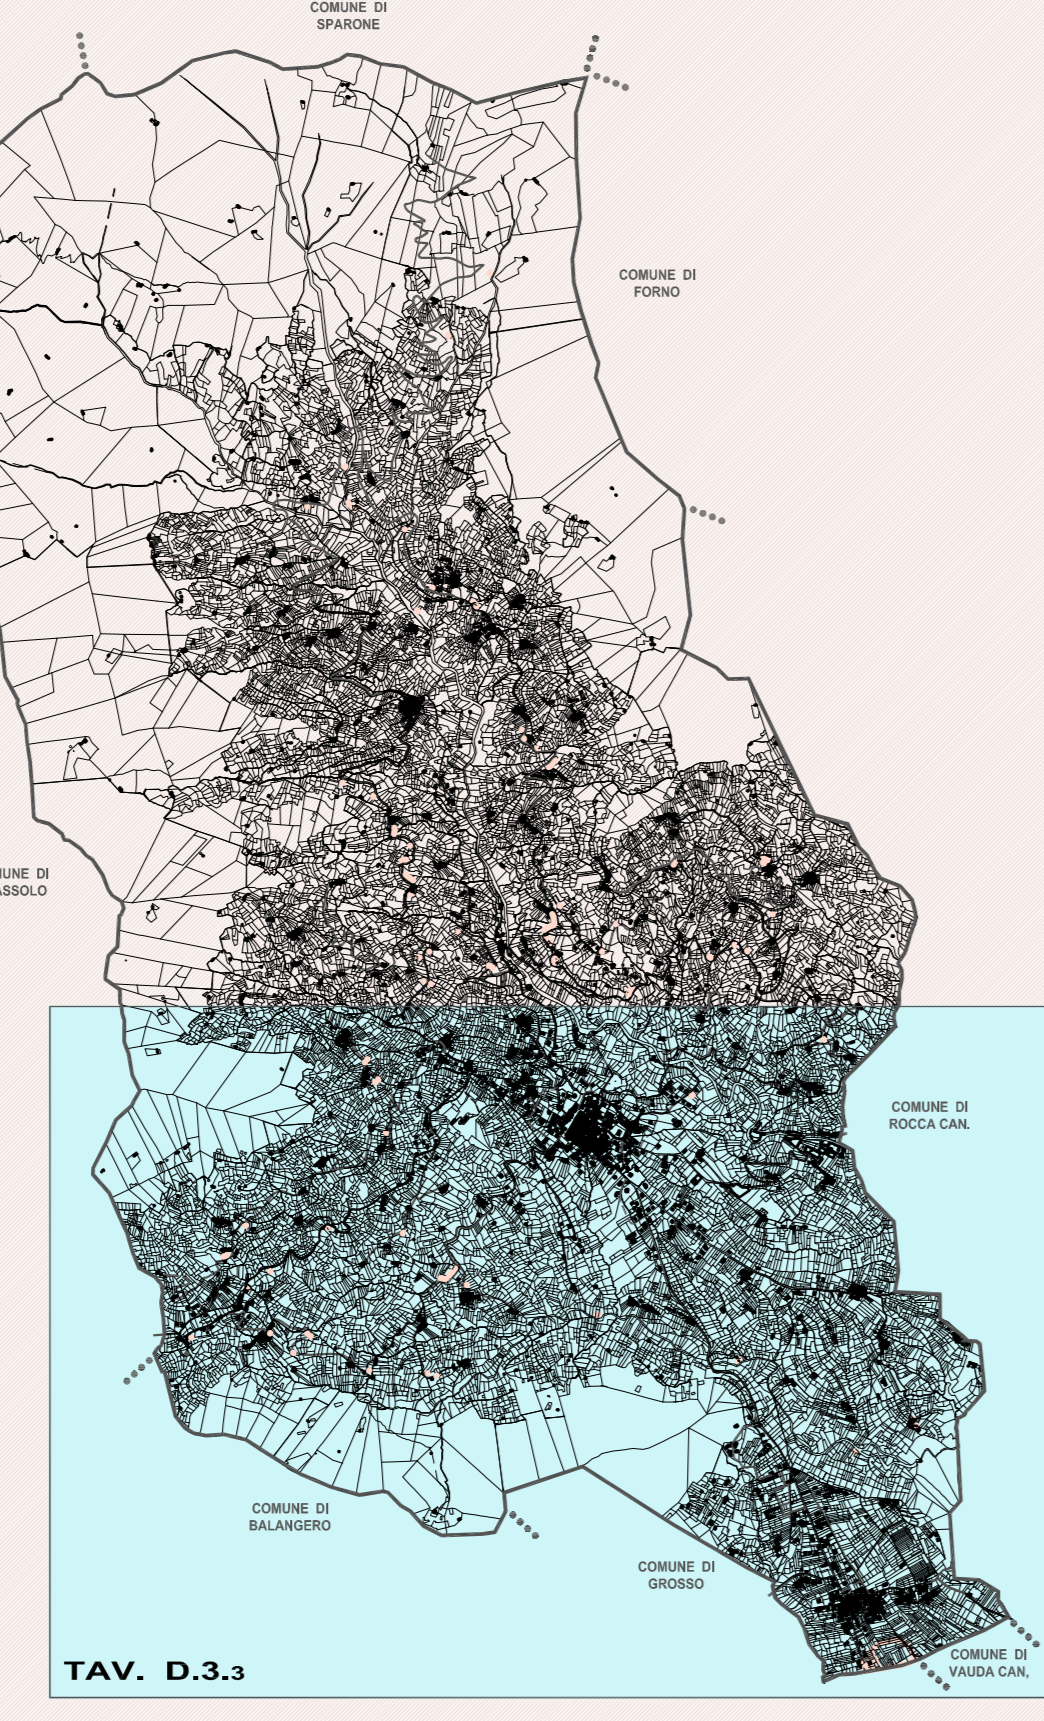 COMUNE DI
SPARONE
COMUNE DI
FORNO
MUNE DI
ASSOLO
COMUNE DI
ROCCA CAN.
COMUNE DI
BALANGERO
COMUNE DI
GROSSO
COMUNE DI
VAUDA CAN,
TAV. D.3.3